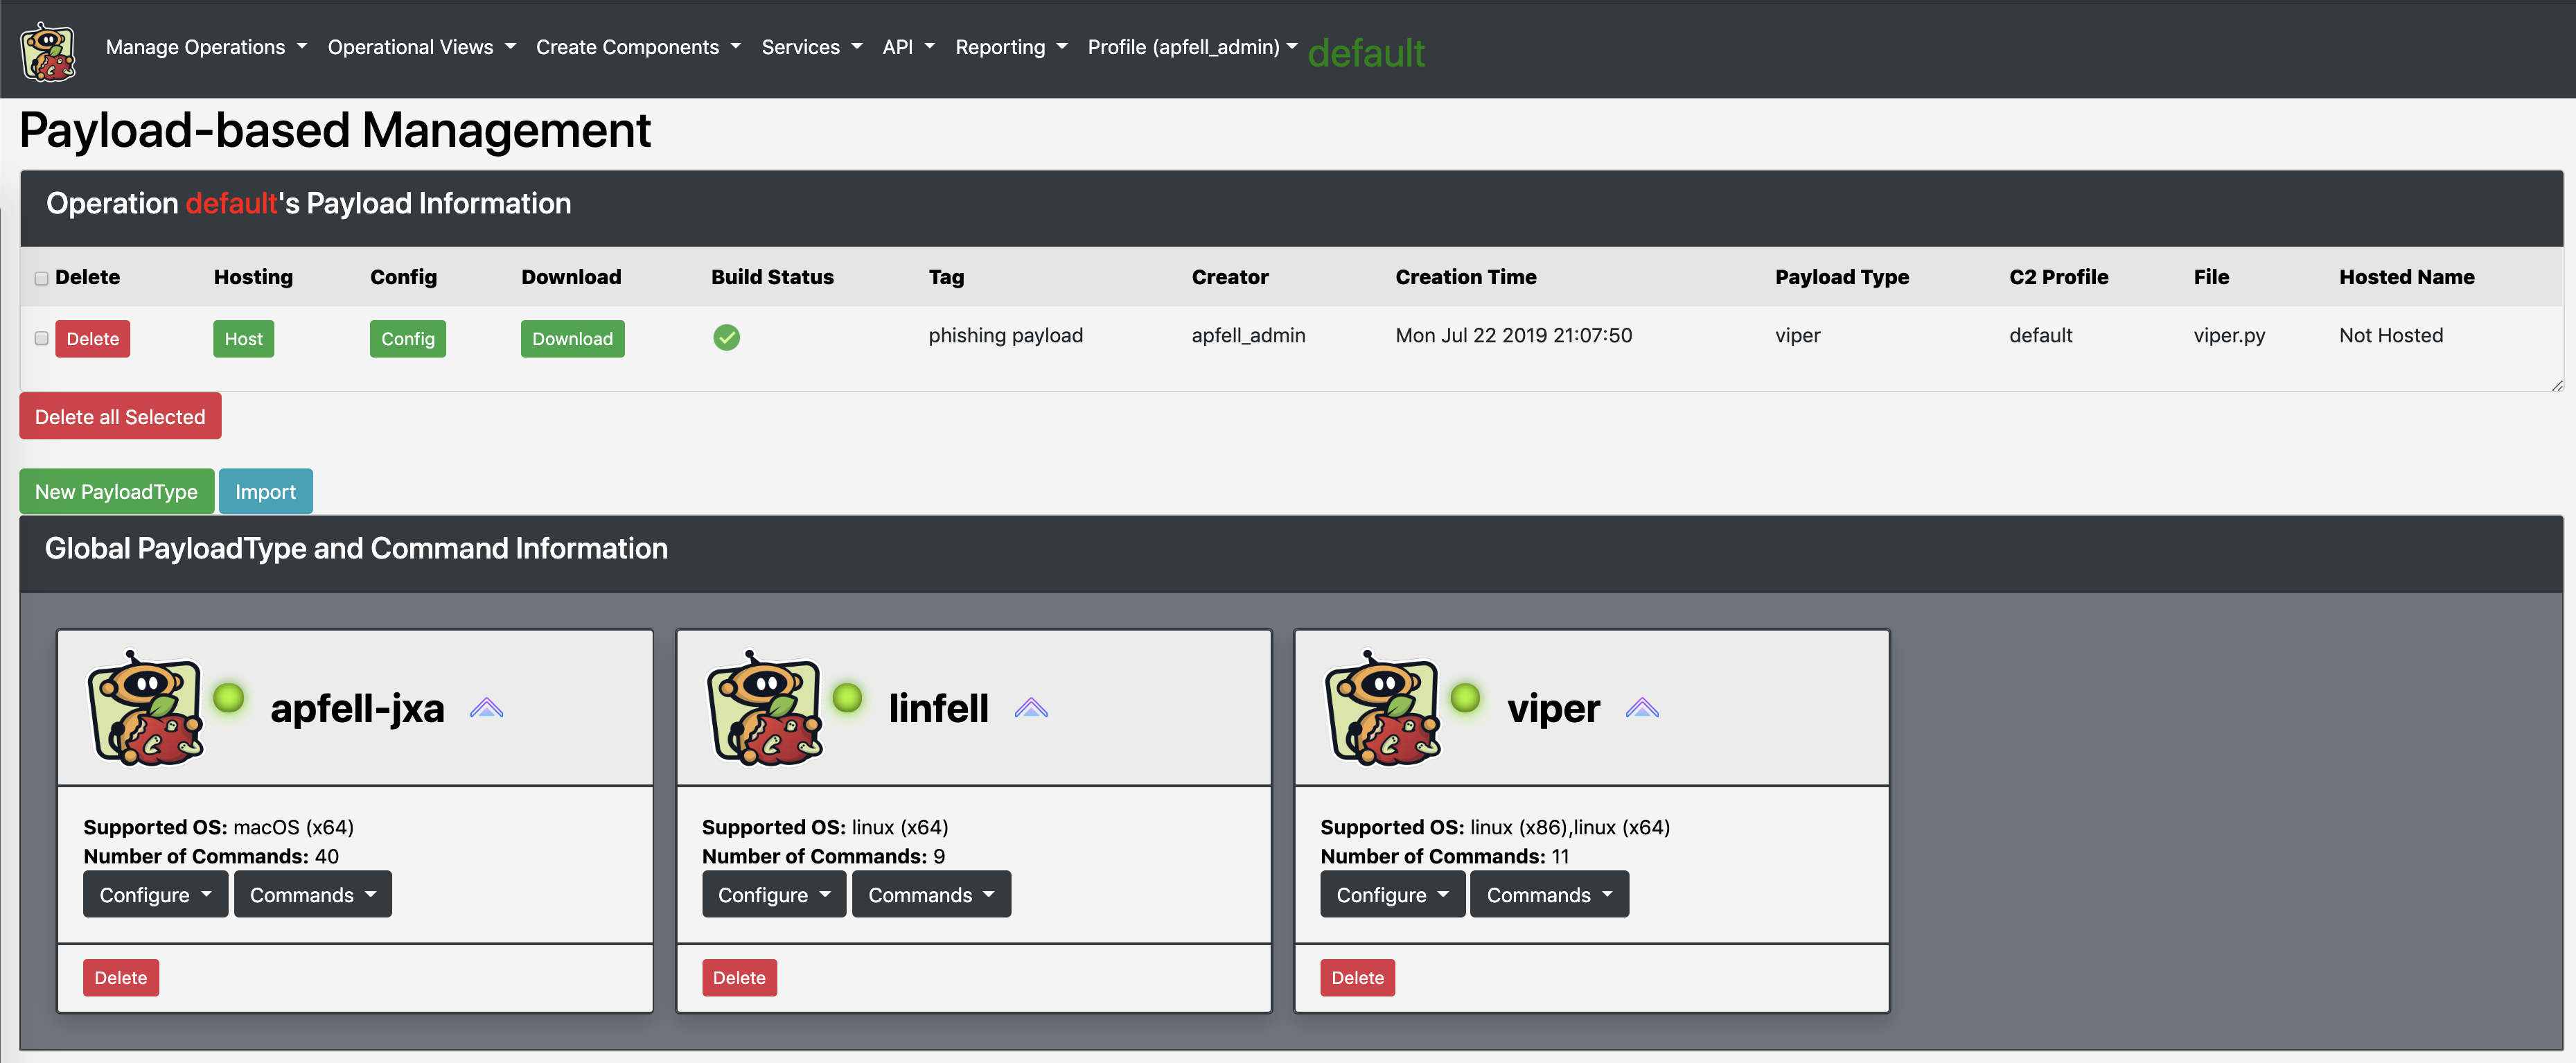 Manage Operations Operational Views Create Components Services API Reporting Profile (apfell_admin) default
Payload-based Management
Operation default's Payload Information
Delete Hosting Config Download Build Status Tag Creator Creation Time Payload Type C2 Profile File Hosted Name
Delete Host Config Download phishing payload apfell_admin Mon Jul 22 2019 21:07:50 viper default viper.py Not Hosted
Delete all Selected
New PayloadType Import
Global PayloadType and Command Information
apfell-jxa
Supported OS: macOS (x64)
Number of Commands: 40
Configure Commands
Delete
linfell
Supported OS: linux (x64)
Number of Commands: 9
Configure Commands
Delete
viper
Supported OS: linux (x86),linux (x64)
Number of Commands: 11
Configure Commands
Delete